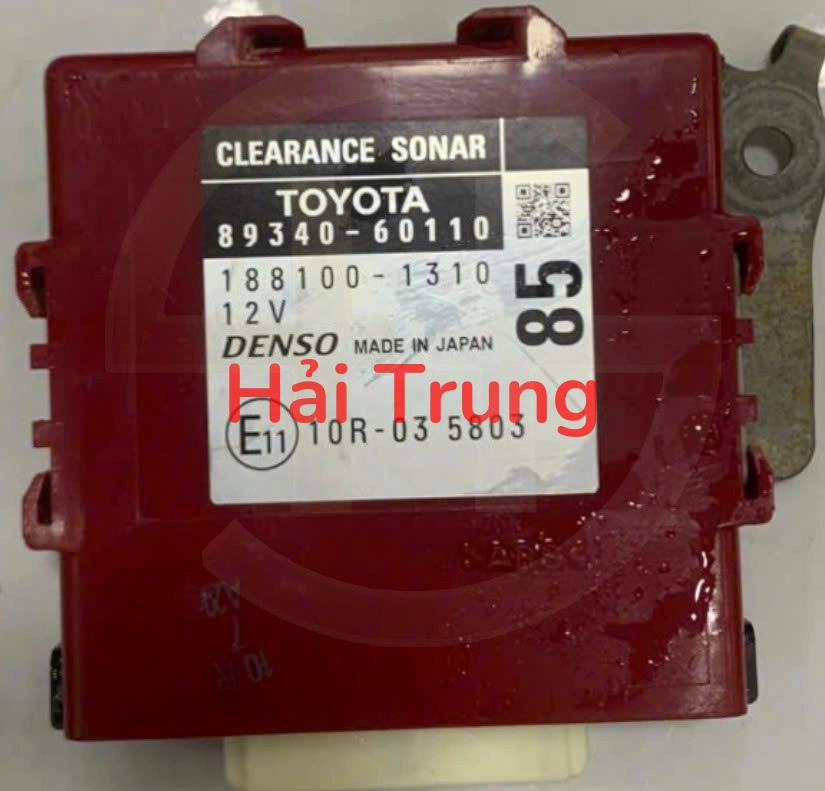 CLEARANCE SONAR
TOYOTA
89340-60110
188100-1310
12V
85
DENSO MADE IN JAPAN
Hải Trung
E11 10R-03 5803